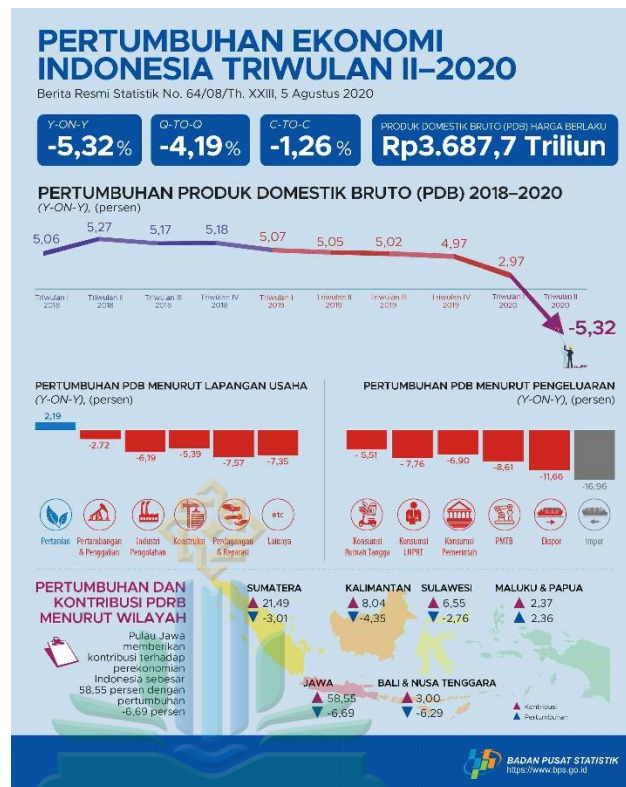 PERTUMBUHAN EKONOMI
INDONESIA TRIWULAN II–2020
Berita Resmi Statistik No. 64/08/Th. XXIII, 5 Agustus 2020
Y-ON-Y
-5,32 %
Q-TO-Q
-4,19 %
C-TO-C
-1,26 %
PRODUK DOMESTIK BRUTO (PDB) HARGA BERLAKU
Rp3.687,7 Triliun
PERTUMBUHAN PRODUK DOMESTIK BRUTO (PDB) 2018–2020
(Y-ON-Y), (persen)
5,06 5,27 5,17 5,18 5,07 5,05 5,02 4,97 2,97 -5,32
Triwulan I Triwulan II Triwulan III Triwulan IV Triwulan I Triwulan II Triwulan III Triwulan IV Triwulan I Triwulan II
2018 2018 2018 2018 2019 2019 2019 2019 2020 2020
PERTUMBUHAN PDB MENURUT LAPANGAN USAHA
(Y-ON-Y), (persen)
2,19 -2,72 -6,19 -5,39 -7,57 -7,35
etc
Pertanian Pertambangan Industri Konstruksi Perdagangan Lainnya
& Penggalian Pengolahan & Reparasi
PERTUMBUHAN PDB MENURUT PENGELUARAN
(Y-ON-Y), (persen)
- 5,51 - 7,76 - 6,90 -8,61 -11,66 -16,96
Konsumsi Konsumsi Konsumsi PMTB Ekspor Impor
Rumah Tangga LNPRT Pemerintah
PERTUMBUHAN DAN
KONTRIBUSI PDRB
MENURUT WILAYAH
Pulau Jawa
memberikan
kontribusi terhadap
perekonomian
Indonesia sebesar
58,55 persen dengan
pertumbuhan
-6,69 persen
SUMATERA
▲ 21,49
▼ -3,01
KALIMANTAN
▲ 8,04
▼ -4,35
SULAWESI
▲ 6,55
▼ -2,76
MALUKU & PAPUA
▲ 2,37
▲ 2,36
JAWA
▲ 58,55
▼ -6,69
BALI & NUSA TENGGARA
▲ 3,00
▼ -6,29
▲ Kontribusi
▲ Pertumbuhan
BADAN PUSAT STATISTIK
https://www.bps.go.id